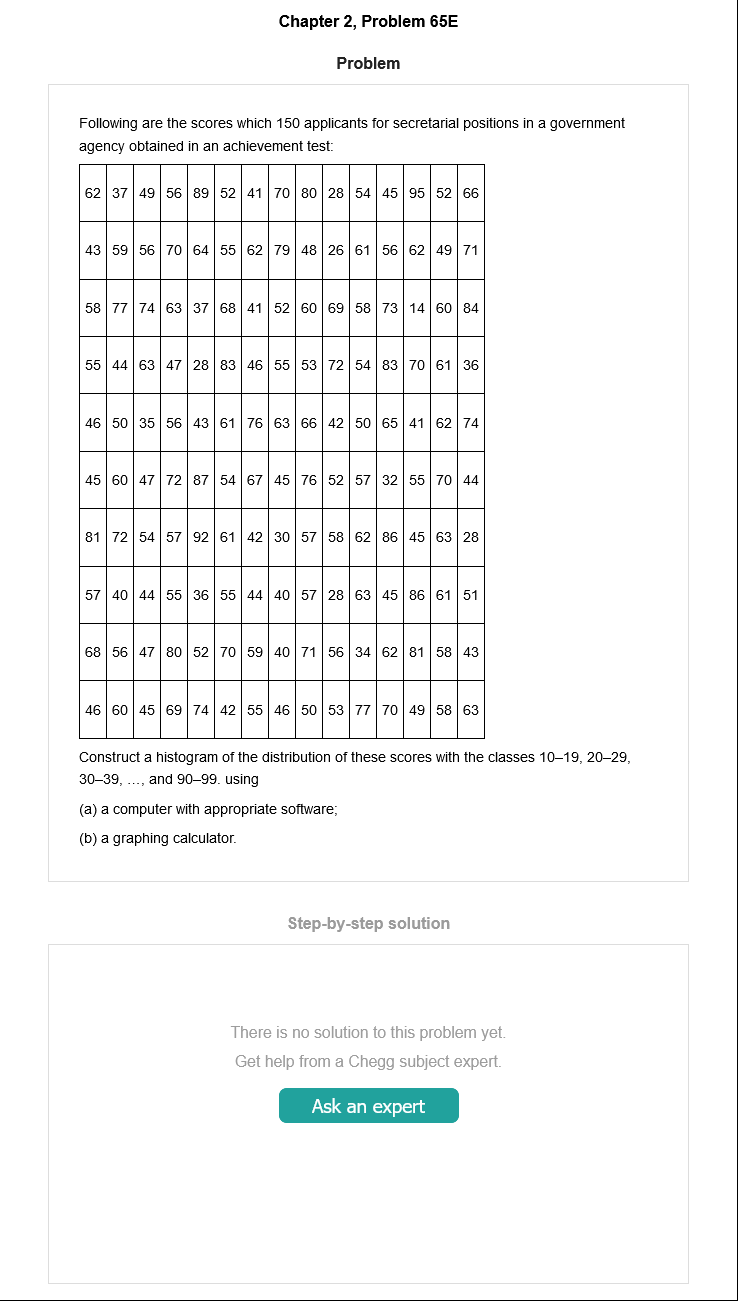 Chapter 2, Problem 65E
Problem
Following are the scores which 150 applicants for secretarial positions in a government
agency obtained in an achievement test:
62 37 49 56 89 52 41 70 80 28 54 45 95 52 66
43 59 56 70 64 55 62 79 48 26 61 56 62 49 71
58 77 74 63 37 68 41 52 60 69 58 73 14 60 84
55 44 63 47 28 83 46 55 53 72 54 83 70 61 36
46 50 35 56 43 61 76 63 66 42 50 65 41 62 74
45 60 47 72 87 54 67 45 76 52 57 32 55 70 44
81 72 54 57 92 61 42 30 57 58 62 86 45 63 28
57 40 44 55 36 55 44 40 57 28 63 45 86 61 51
68 56 47 80 52 70 59 40 71 56 34 62 81 58 43
46 60 45 69 74 42 55 46 50 53 77 70 49 58 63
Construct a histogram of the distribution of these scores with the classes 10–19, 20–29,
30–39, …, and 90–99. using
(a) a computer with appropriate software;
(b) a graphing calculator.
Step-by-step solution
There is no solution to this problem yet.
Get help from a Chegg subject expert.
Ask an expert